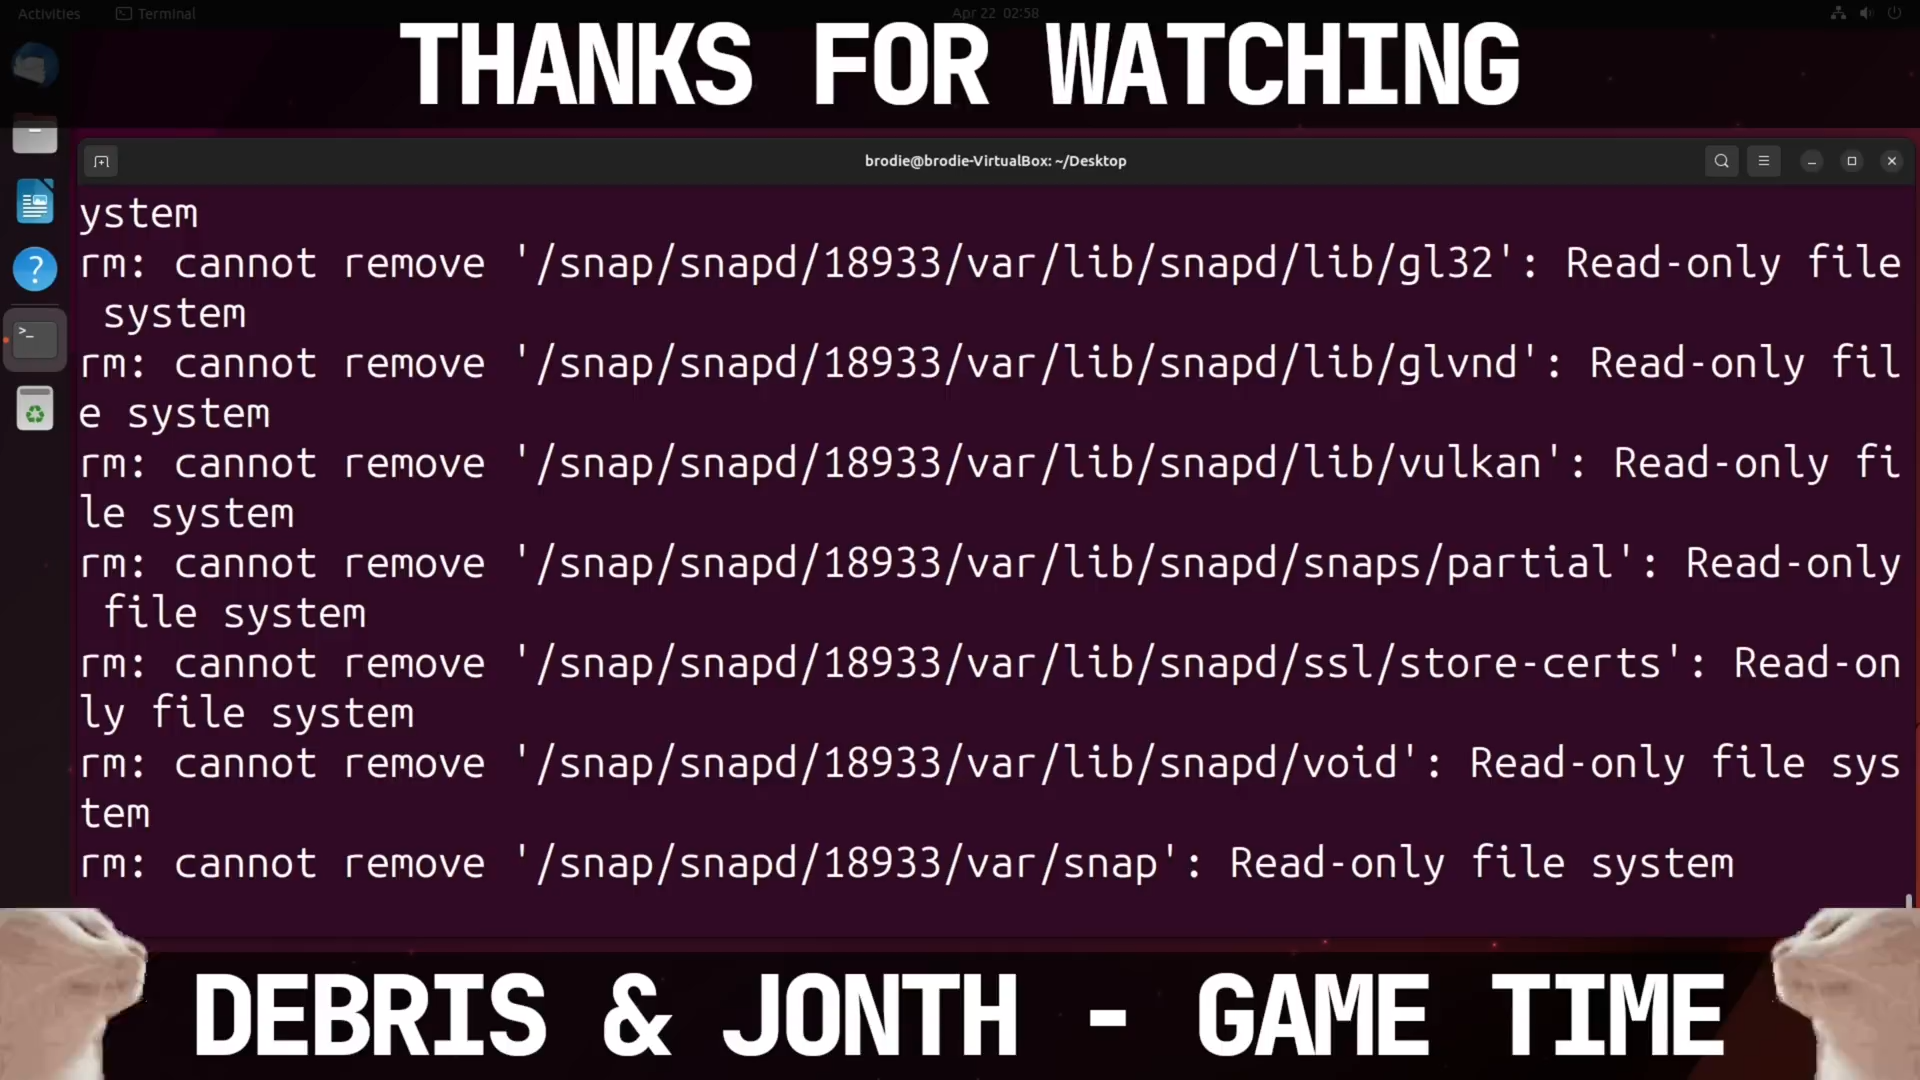 Activities Terminal Apr 22 02:58
THANKS FOR WATCHING
brodie@brodie-VirtualBox: ~/Desktop
ystem
rm: cannot remove '/snap/snapd/18933/var/lib/snapd/lib/gl32': Read-only file
 system
rm: cannot remove '/snap/snapd/18933/var/lib/snapd/lib/glvnd': Read-only fil
e system
rm: cannot remove '/snap/snapd/18933/var/lib/snapd/lib/vulkan': Read-only fi
le system
rm: cannot remove '/snap/snapd/18933/var/lib/snapd/snaps/partial': Read-only
 file system
rm: cannot remove '/snap/snapd/18933/var/lib/snapd/ssl/store-certs': Read-on
ly file system
rm: cannot remove '/snap/snapd/18933/var/lib/snapd/void': Read-only file sys
tem
rm: cannot remove '/snap/snapd/18933/var/snap': Read-only file system
DEBRIS & JONTH - GAME TIME